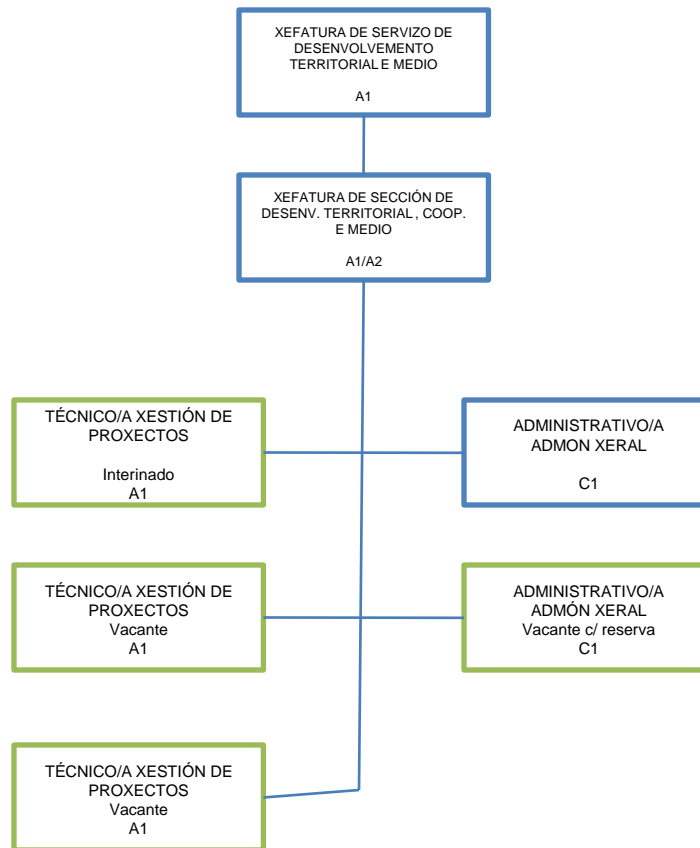 XEFATURA DE SERVIZO DE
DESENVOLVEMENTO
TERRITORIAL E MEDIO
A1
XEFATURA DE SECCIÓN DE
DESENV. TERRITORIAL , COOP.
E MEDIO
A1/A2
TÉCNICO/A XESTIÓN DE
PROXECTOS
Interinado
A1
ADMINISTRATIVO/A
ADMON XERAL
C1
TÉCNICO/A XESTIÓN DE
PROXECTOS
Vacante
A1
ADMINISTRATIVO/A
ADMÓN XERAL
Vacante c/ reserva
C1
TÉCNICO/A XESTIÓN DE
PROXECTOS
Vacante
A1